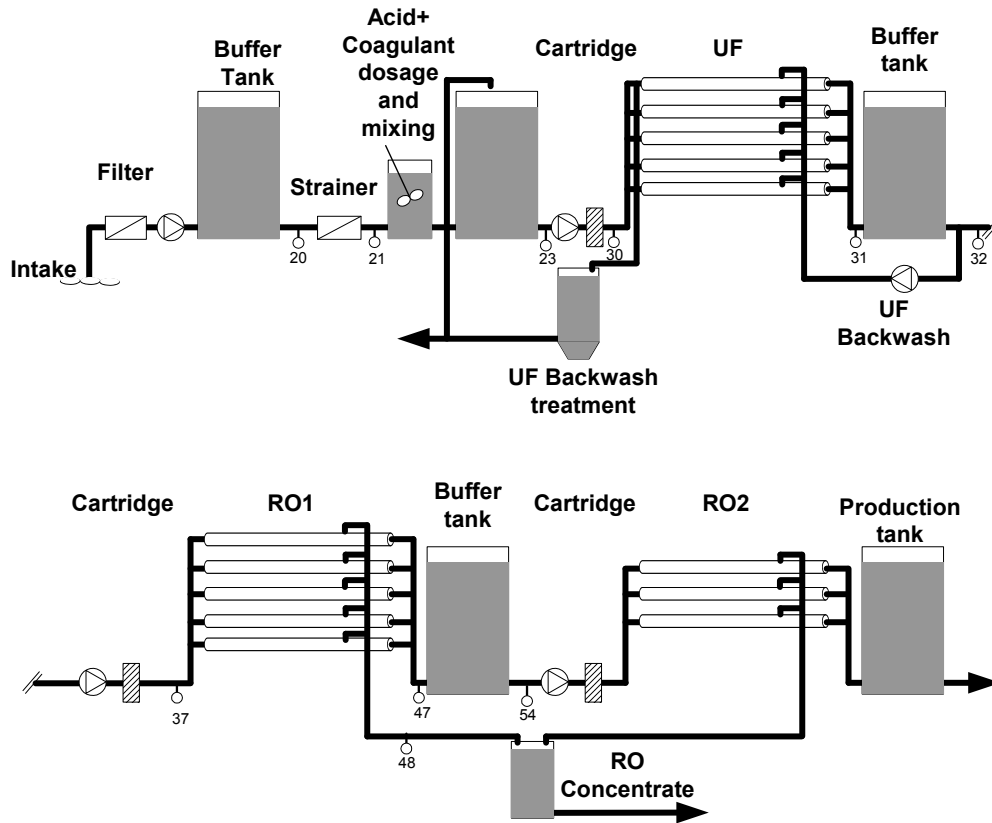 Acid+
Coagulant
dosage
and
mixing
Buffer
Tank
Cartridge
UF
Buffer
tank
Filter
Strainer
Intake
20
21
23
30
31
32
UF
Backwash
UF Backwash
treatment
Cartridge
RO1
Buffer
tank
Cartridge
RO2
Production
tank
37
47
54
48
RO
Concentrate